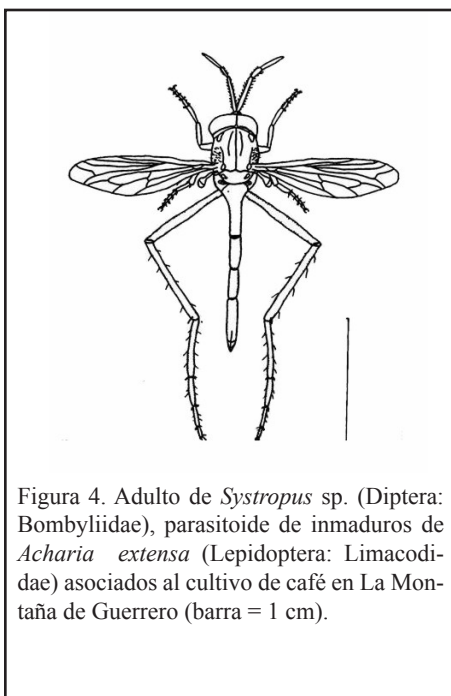 Figura 4. Adulto de Systropus sp. (Diptera:
Bombyliidae), parasitoide de inmaduros de
Acharia extensa (Lepidoptera: Limacodi-
dae) asociados al cultivo de café en La Mon-
taña de Guerrero (barra = 1 cm).